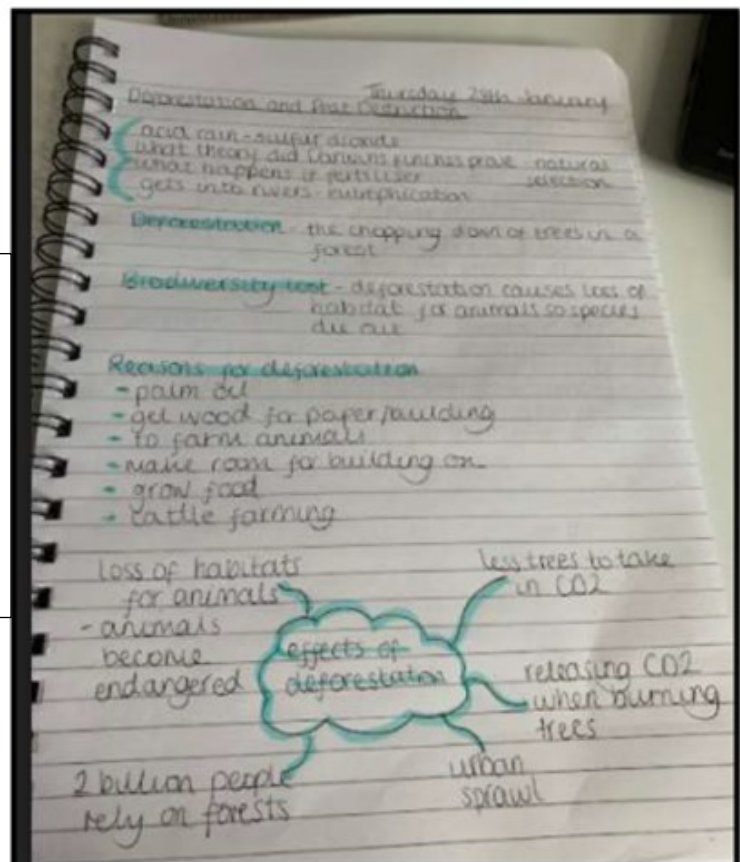 Thursday 28th January
Deforestation and Peat Destruction
acid rain - sulfur dioxide
what theory did Darwins finches prove - natural
selection
what happens if fertiliser
gets into rivers - eutrophication
Deforestation - the chopping down of trees in a
forest
Biodiversity lost - deforestation causes loss of
habitat for animals so species
die out
Reasons for deforestation
- palm oil
- get wood for paper/building
- to farm animals
- make room for building on
- grow food
- cattle farming
loss of habitats
for animals
- animals
become
endangered
less trees to take
in CO2
effects of
deforestation
releasing CO2
when burning
trees
2 billion people
rely on forests
urban
sprawl